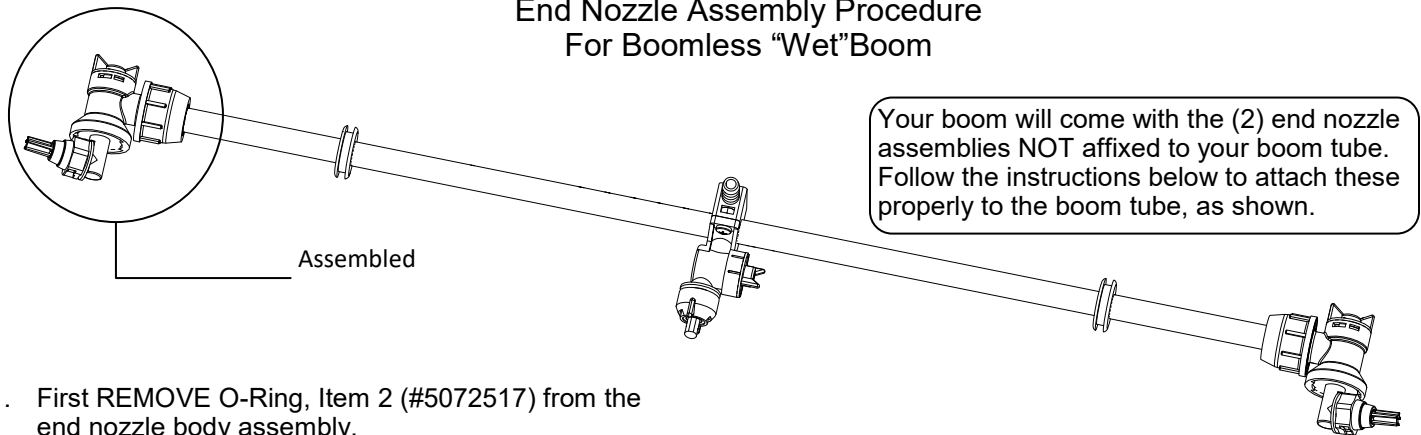 End Nozzle Assembly Procedure
For Boomless “Wet”Boom
Your boom will come with the (2) end nozzle
assemblies NOT affixed to your boom tube.
Follow the instructions below to attach these
properly to the boom tube, as shown.
Assembled
. First REMOVE O-Ring, Item 2 (#5072517) from the
end nozzle body assembly.